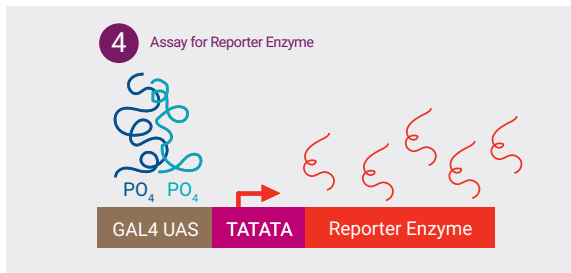 4 Assay for Reporter Enzyme
PO4 PO4
GAL4 UAS TATATA Reporter Enzyme